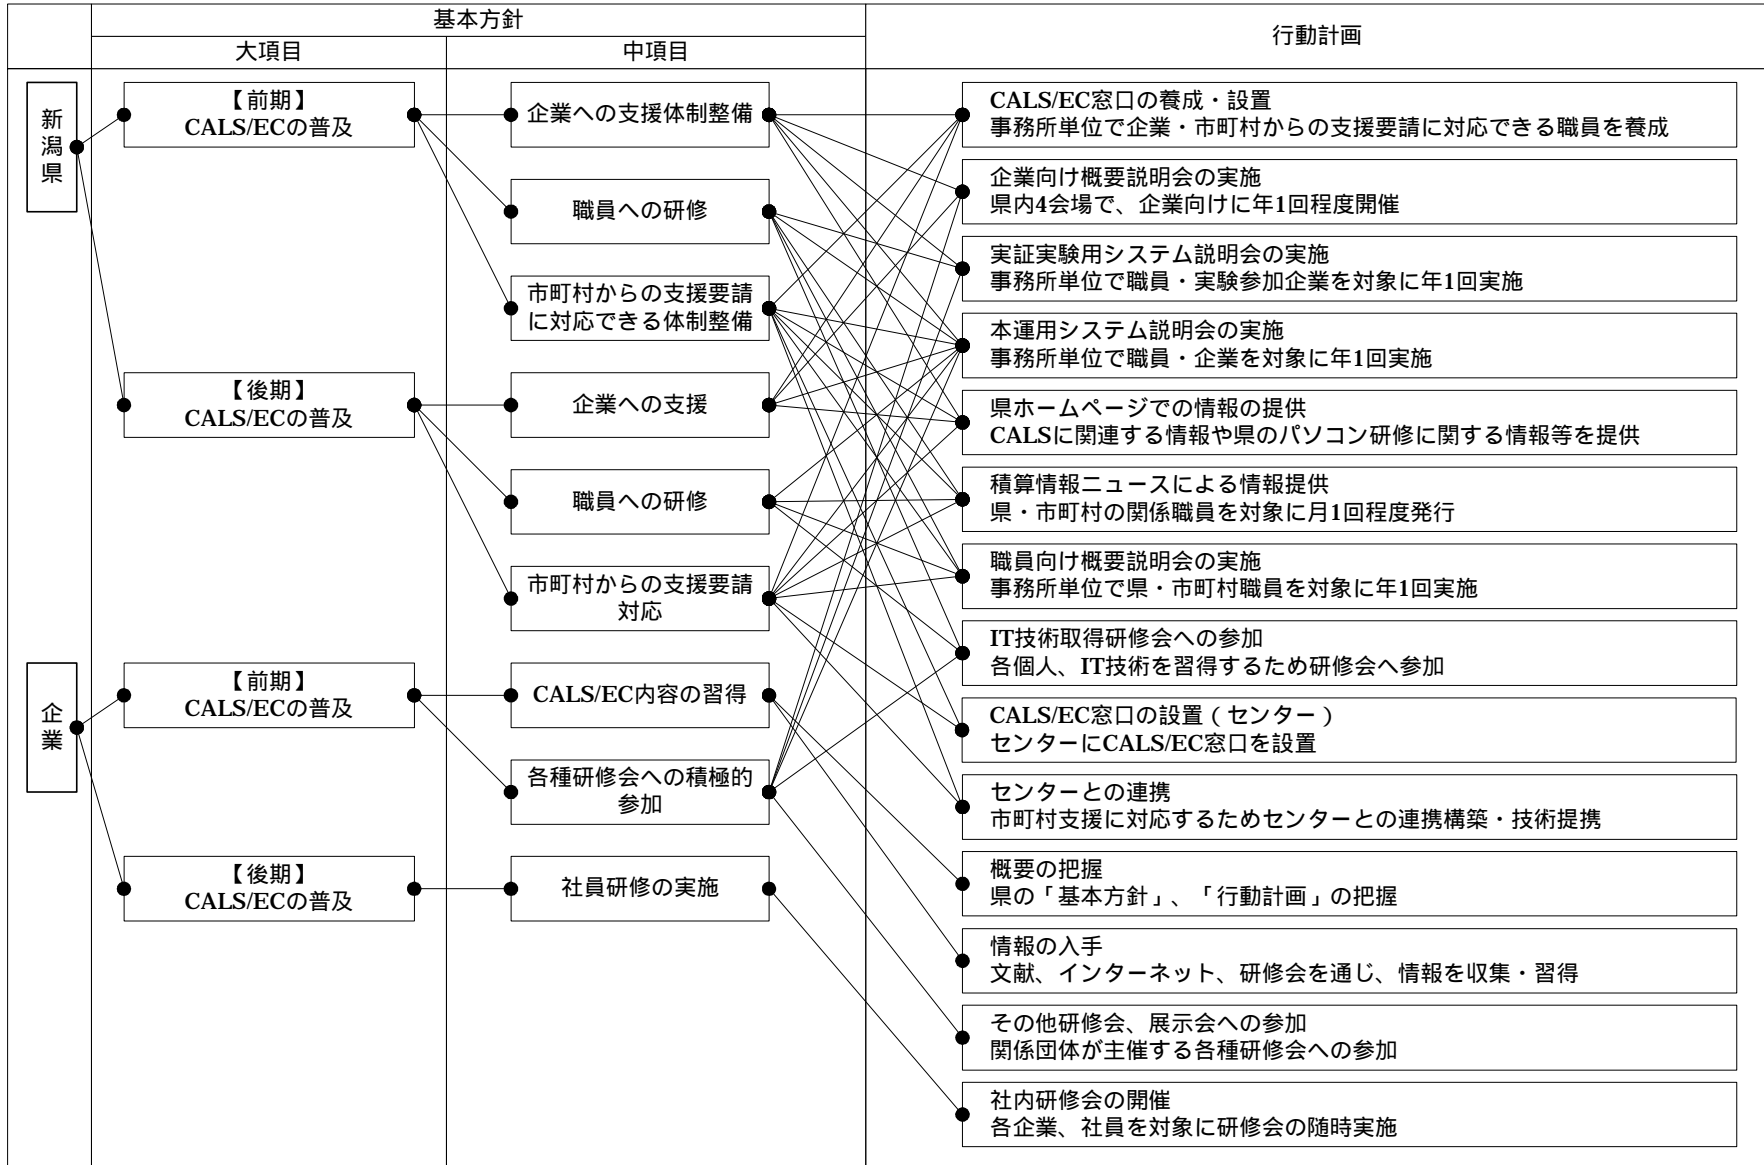 基本方針
行動計画
大項目
中項目
新潟県
【前期】
CALS/ECの普及
【後期】
CALS/ECの普及
企業
【前期】
CALS/ECの普及
【後期】
CALS/ECの普及
企業への支援体制整備
職員への研修
市町村からの支援要請
に対応できる体制整備
企業への支援
職員への研修
市町村からの支援要請
対応
CALS/EC内容の習得
各種研修会への積極的
参加
社員研修の実施
CALS/EC窓口の養成・設置
事務所単位で企業・市町村からの支援要請に対応できる職員を養成
企業向け概要説明会の実施
県内4会場で、企業向けに年1回程度開催
実証実験用システム説明会の実施
事務所単位で職員・実験参加企業を対象に年1回実施
本運用システム説明会の実施
事務所単位で職員・企業を対象に年1回実施
県ホームページでの情報の提供
CALSに関連する情報や県のパソコン研修に関する情報等を提供
積算情報ニュースによる情報提供
県・市町村の関係職員を対象に月1回程度発行
職員向け概要説明会の実施
事務所単位で県・市町村職員を対象に年1回実施
IT技術取得研修会への参加
各個人、IT技術を習得するため研修会へ参加
CALS/EC窓口の設置（センター）
センターにCALS/EC窓口を設置
センターとの連携
市町村支援に対応するためセンターとの連携構築・技術提携
概要の把握
県の「基本方針」、「行動計画」の把握
情報の入手
文献、インターネット、研修会を通じ、情報を収集・習得
その他研修会、展示会への参加
関係団体が主催する各種研修会への参加
社内研修会の開催
各企業、社員を対象に研修会の随時実施